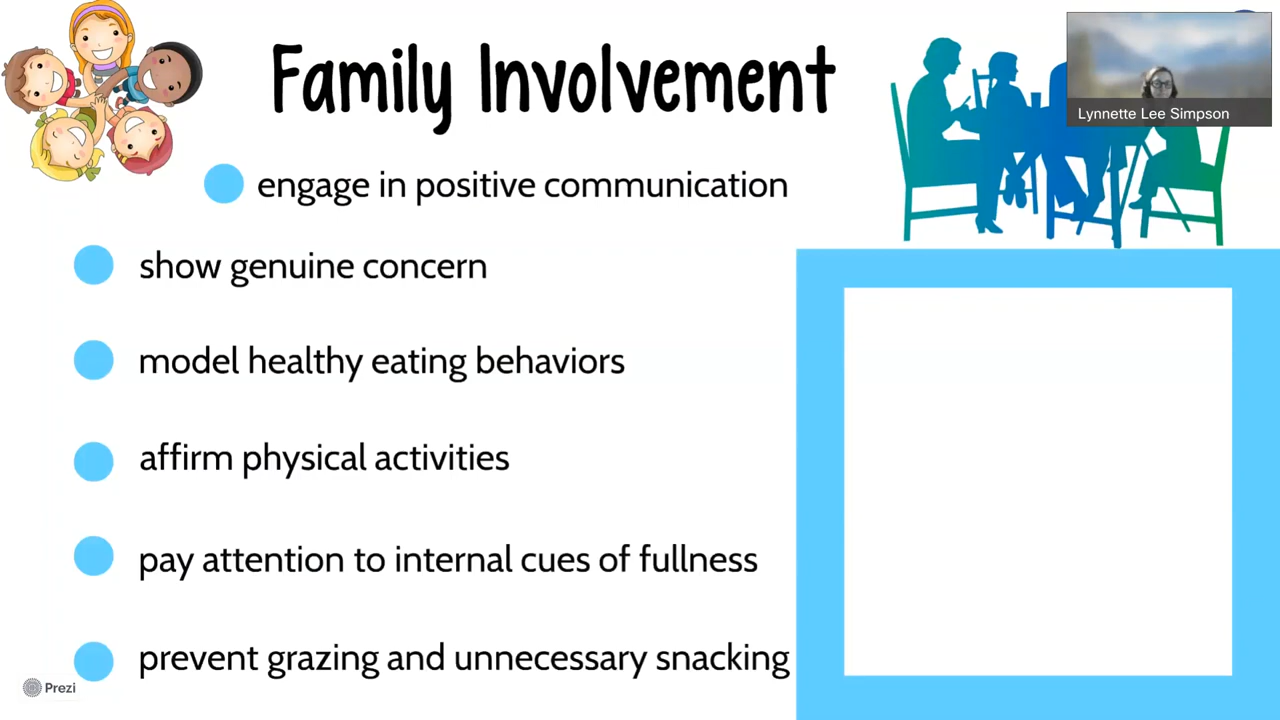 Family Involvement
Lynnette Lee Simpson
engage in positive communication
show genuine concern
model healthy eating behaviors
affirm physical activities
pay attention to internal cues of fullness
prevent grazing and unnecessary snacking
Prezi